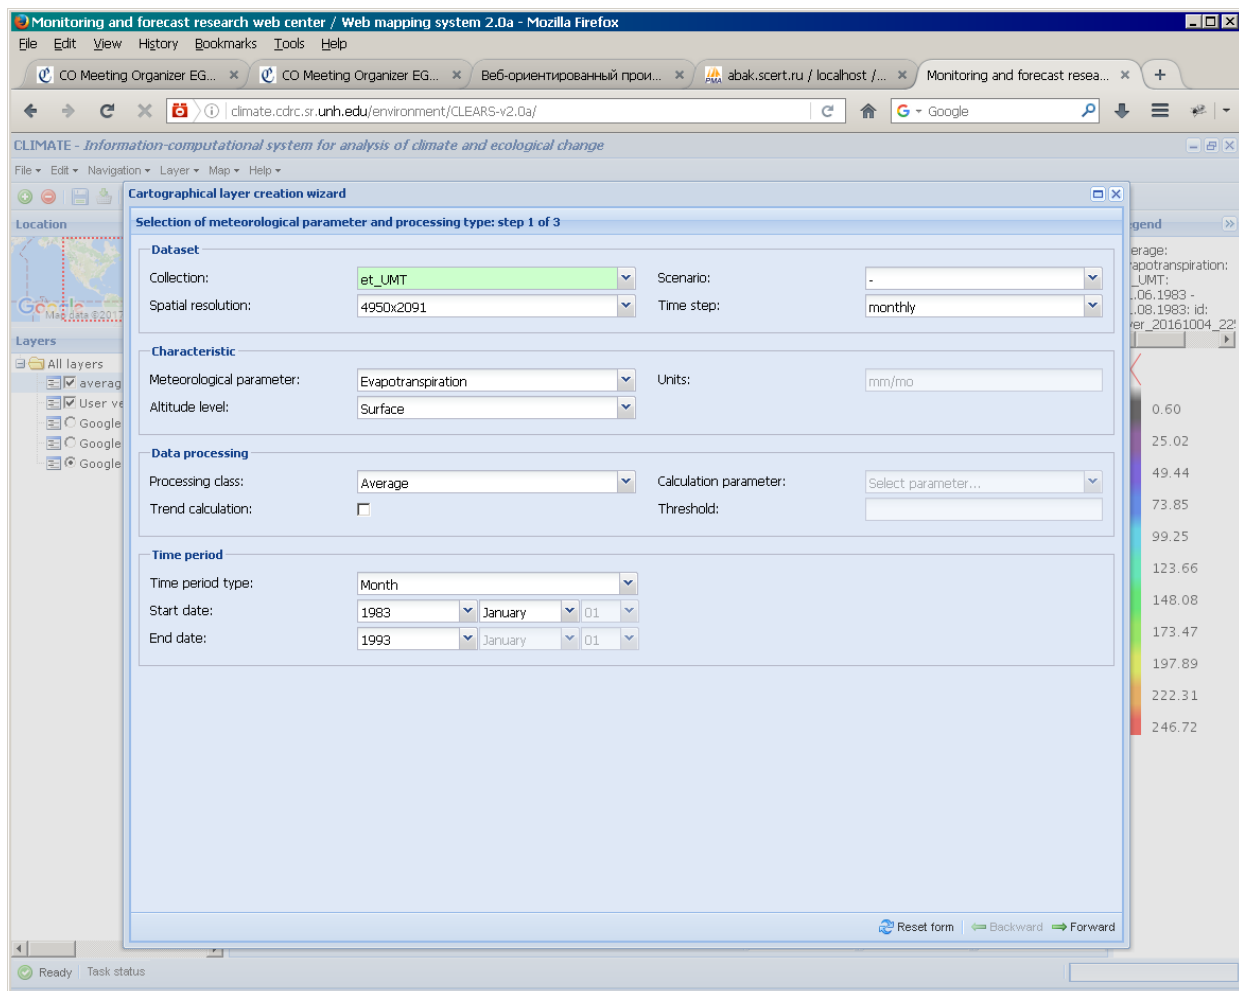 Monitoring and forecast research web center / Web mapping system 2.0a - Mozilla Firefox
File Edit View History Bookmarks Tools Help
CO Meeting Organizer EG... × CO Meeting Organizer EG... × Веб-ориентированный прои... × abak.scert.ru / localhost /... × Monitoring and forecast resea... × +
climate.cdrc.sr.unh.edu/environment/CLEARS-v2.0a/ G Google
CLIMATE - Information-computational system for analysis of climate and ecological change
File Edit Navigation Layer Map Help
Cartographical layer creation wizard
Location
Selection of meteorological parameter and processing type: step 1 of 3
gend
Dataset
erage:
Collection: et_UMT Scenario: -
apotranspiration:
_UMT:
Spatial resolution: 4950x2091 Time step: monthly
.06.1983 -
.08.1983: id:
Google
Map data ©2017
er_20161004_22
Layers
Characteristic
All layers
Meteorological parameter: Evapotranspiration Units: mm/mo
averag
User ve
Altitude level: Surface
0.60
Google
Google
25.02
Data processing
Google
49.44
Processing class: Average Calculation parameter: Select parameter...
Trend calculation: Threshold:
73.85
99.25
Time period
123.66
Time period type: Month
148.08
Start date: 1983 January 01
173.47
End date: 1993 January 01
197.89
222.31
246.72
Reset form Backward Forward
Ready Task status